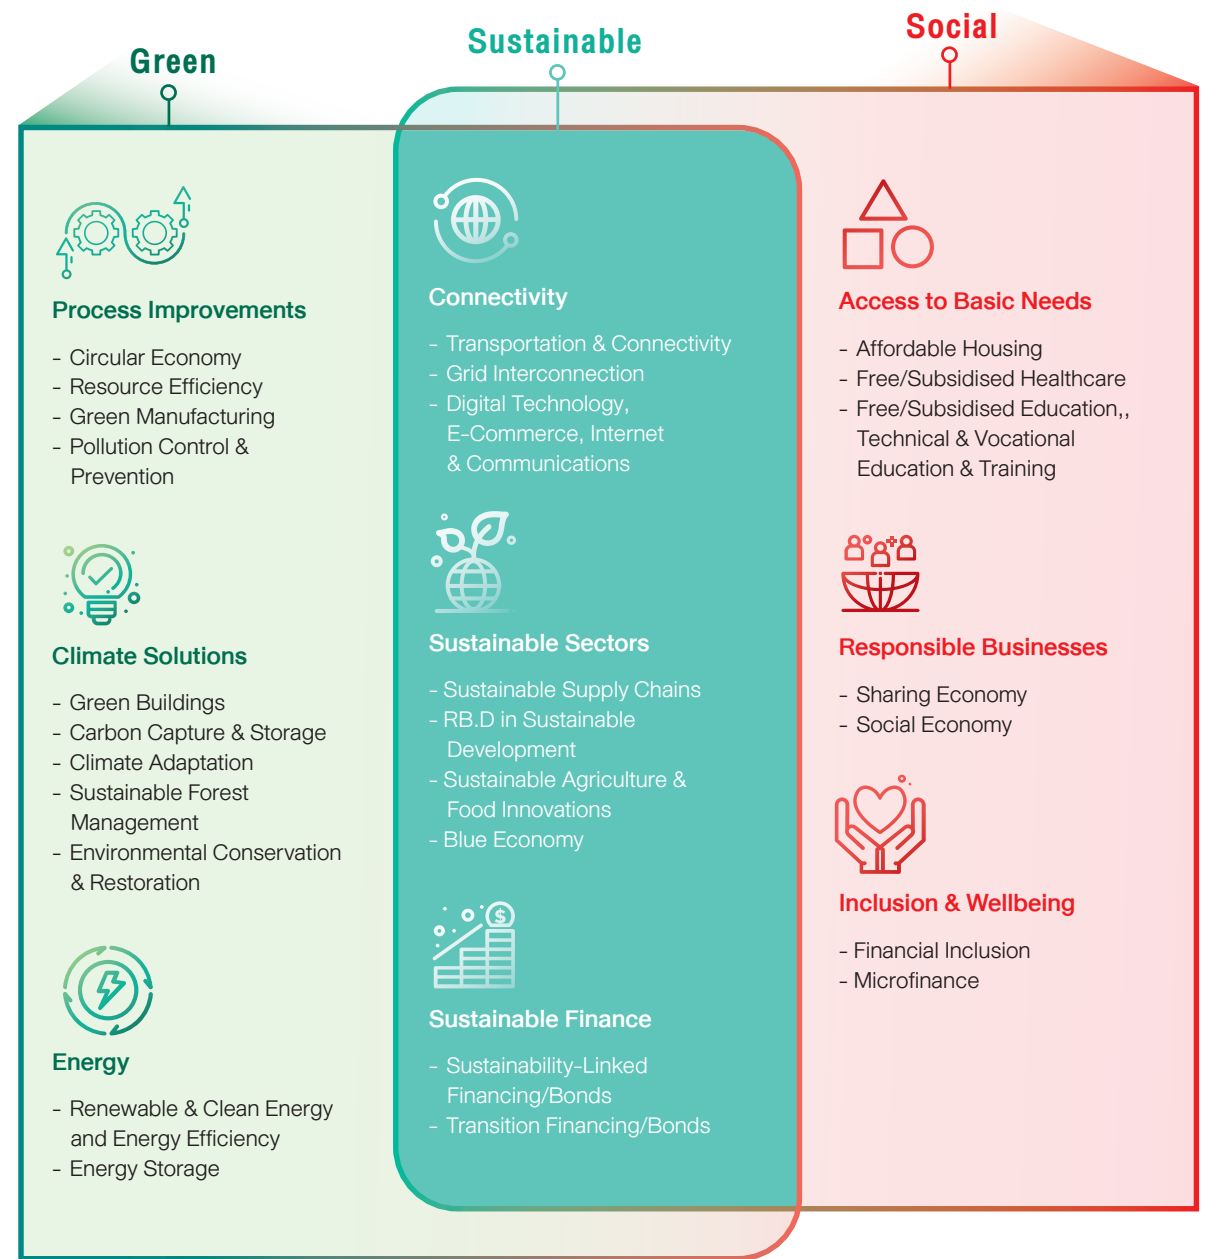 Green
Process Improvements
- Circular Economy
- Resource Efficiency
- Green Manufacturing
- Pollution Control &
Prevention
Climate Solutions
- Green Buildings
- Carbon Capture & Storage
- Climate Adaptation
- Sustainable Forest
Management
- Environmental Conservation
& Restoration
Energy
- Renewable & Clean Energy
and Energy Efficiency
- Energy Storage
Sustainable
Connectivity
- Transportation & Connectivity
- Grid Interconnection
- Digital Technology,
E-Commerce, Internet
& Communications
Sustainable Sectors
- Sustainable Supply Chains
- RB.D in Sustainable
Development
- Sustainable Agriculture &
Food Innovations
- Blue Economy
$
Sustainable Finance
- Sustainability-Linked
Financing/Bonds
- Transition Financing/Bonds
Social
Access to Basic Needs
- Affordable Housing
- Free/Subsidised Healthcare
- Free/Subsidised Education,,
Technical & Vocational
Education & Training
Responsible Businesses
- Sharing Economy
- Social Economy
Inclusion & Wellbeing
- Financial Inclusion
- Microfinance